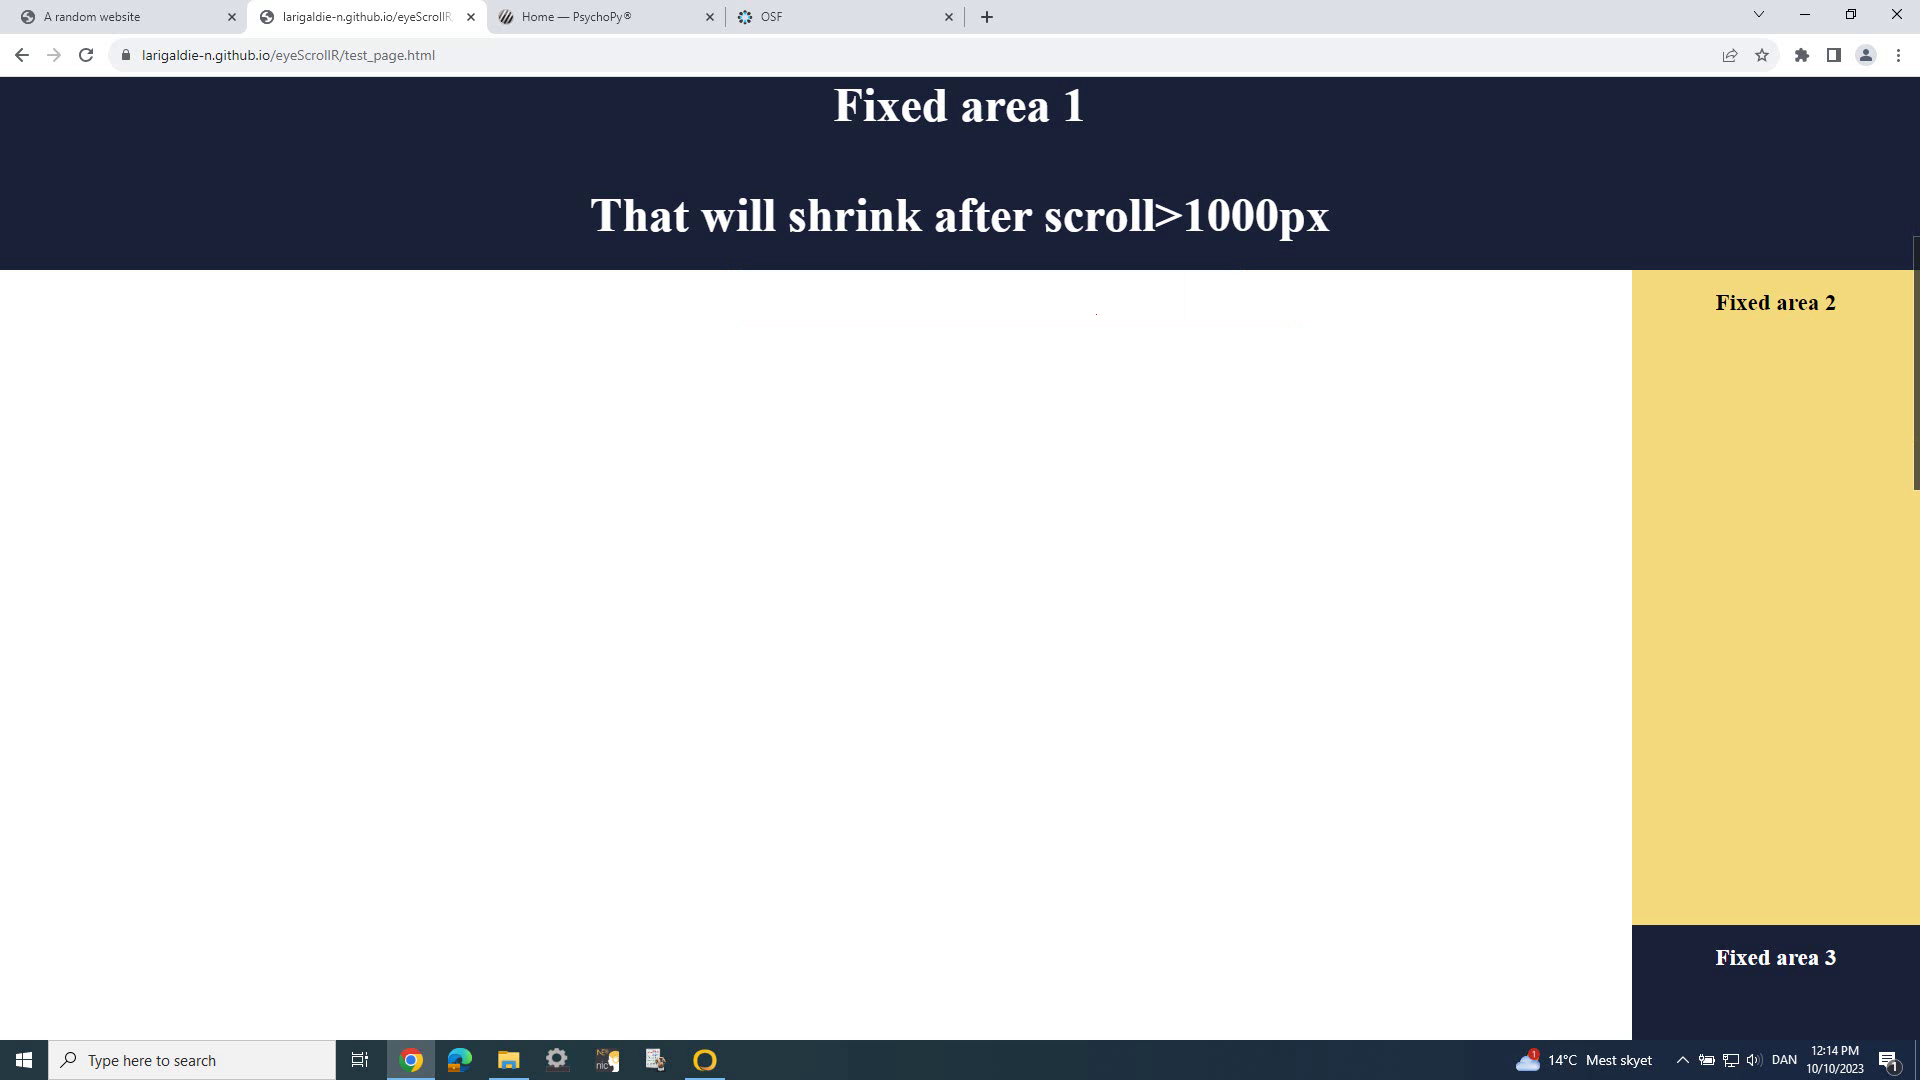 A random website
larigaldie-n.github.io/eyeScrollR
Home — PsychoPy®
OSF
larigaldie-n.github.io/eyeScrollR/test_page.html
Fixed area 1
That will shrink after scroll>1000px
Fixed area 2
Fixed area 3
Type here to search
1
14°C Mest skyet
DAN
12:14 PM
10/10/2023
1